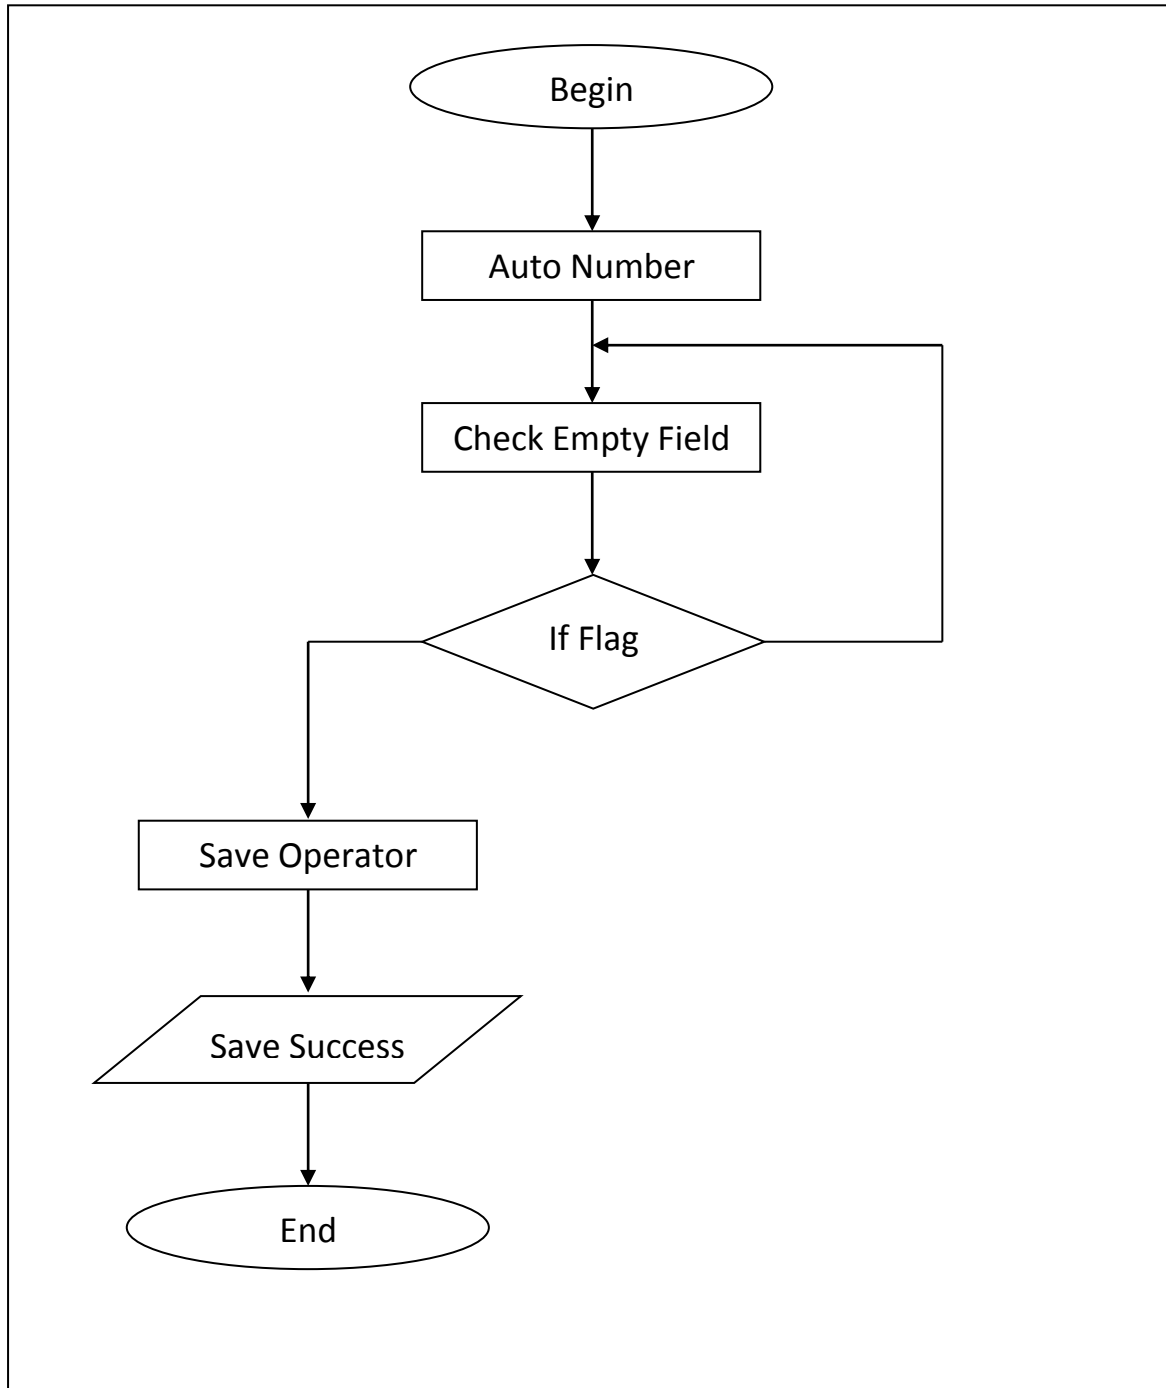 Begin
Auto Number
Check Empty Field
If Flag
Save Operator
Save Success
End